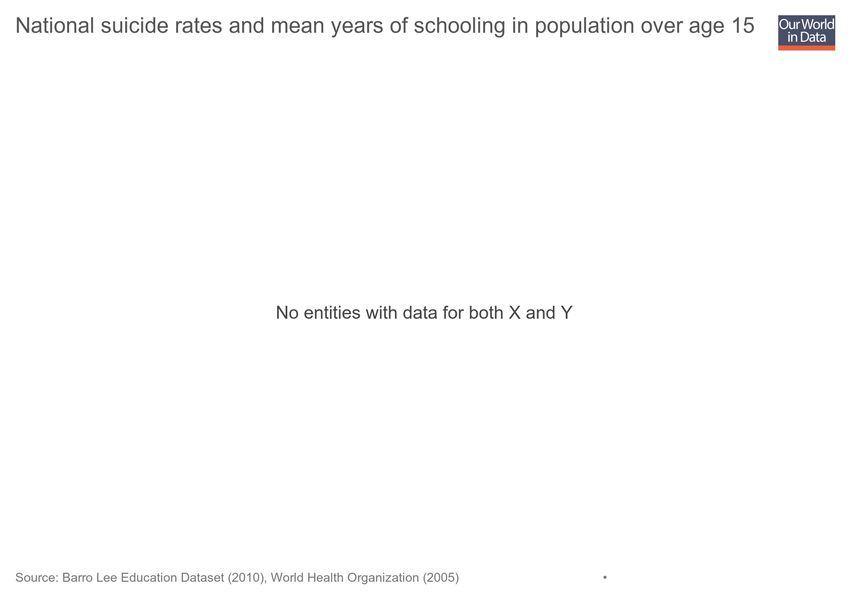 National suicide rates and mean years of schooling in population over age 15
Our World
in Data
No entities with data for both X and Y
Source: Barro Lee Education Dataset (2010), World Health Organization (2005)
•